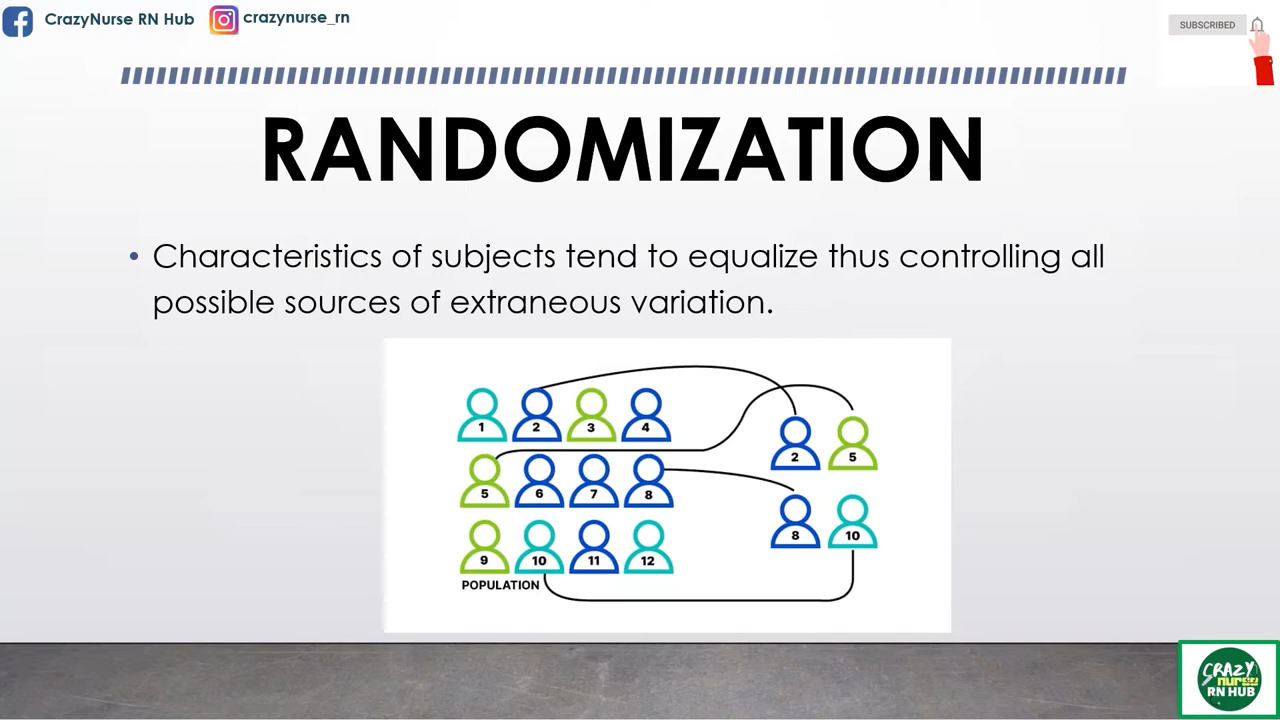 CrazyNurse RN Hub crazynurse_rn
SUBSCRIBED
RANDOMIZATION
• Characteristics of subjects tend to equalize thus controlling all
possible sources of extraneous variation.
1 2 3 4
2 5
5 6 7 8
8 10
9 10 11 12
POPULATION
CRAZY
nurse
RN HUB